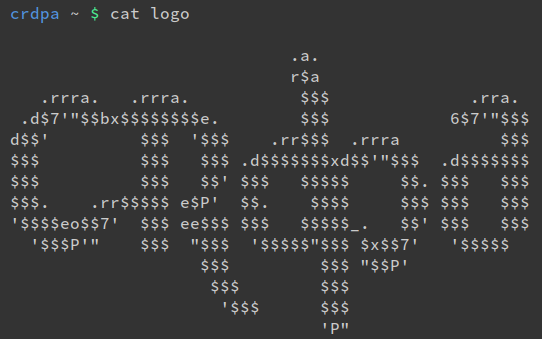 crdpa ~ $ cat logo

                            .a.
                            r$a
   .rrra.   .rrra.           $$$              .rra.
 .d$7'"$$bx$$$$$$$$e.        $$$            6$7'"$$$
d$$'         $$$  '$$$    .rr$$$  .rrra          $$$
$$$          $$$   $$$ .d$$$$$$$xd$$'"$$$  .d$$$$$$$
$$$          $$$   $$' $$$   $$$$$     $$. $$$   $$$
$$$.    .rr$$$$$ e$P'  $$.    $$$$     $$$ $$$   $$$
'$$$$eo$$7'  $$$ ee$$$ $$$   $$$$$_.   $$' $$$   $$$
  '$$$P'"    $$$  "$$$  '$$$$$"$$$ $x$$7'   '$$$$$
                   $$$         $$$ "$$P'
                    $$$        $$$
                     '$$$      $$$
                               'P"